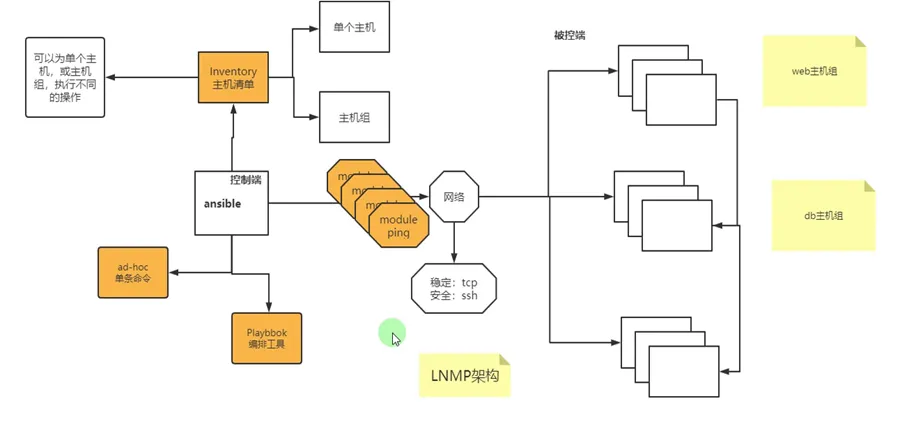 可以为单个主
机，或主机
组，执行不同
的操作
Inventory
主机清单
单个主机
主机组
被控端
web主机组
控制端
ansible
modul
modu
modu
module
ping
网络
db主机组
ad-hoc
单条命令
稳定：tcp
安全：ssh
Playbbok
编排工具
LNMP架构